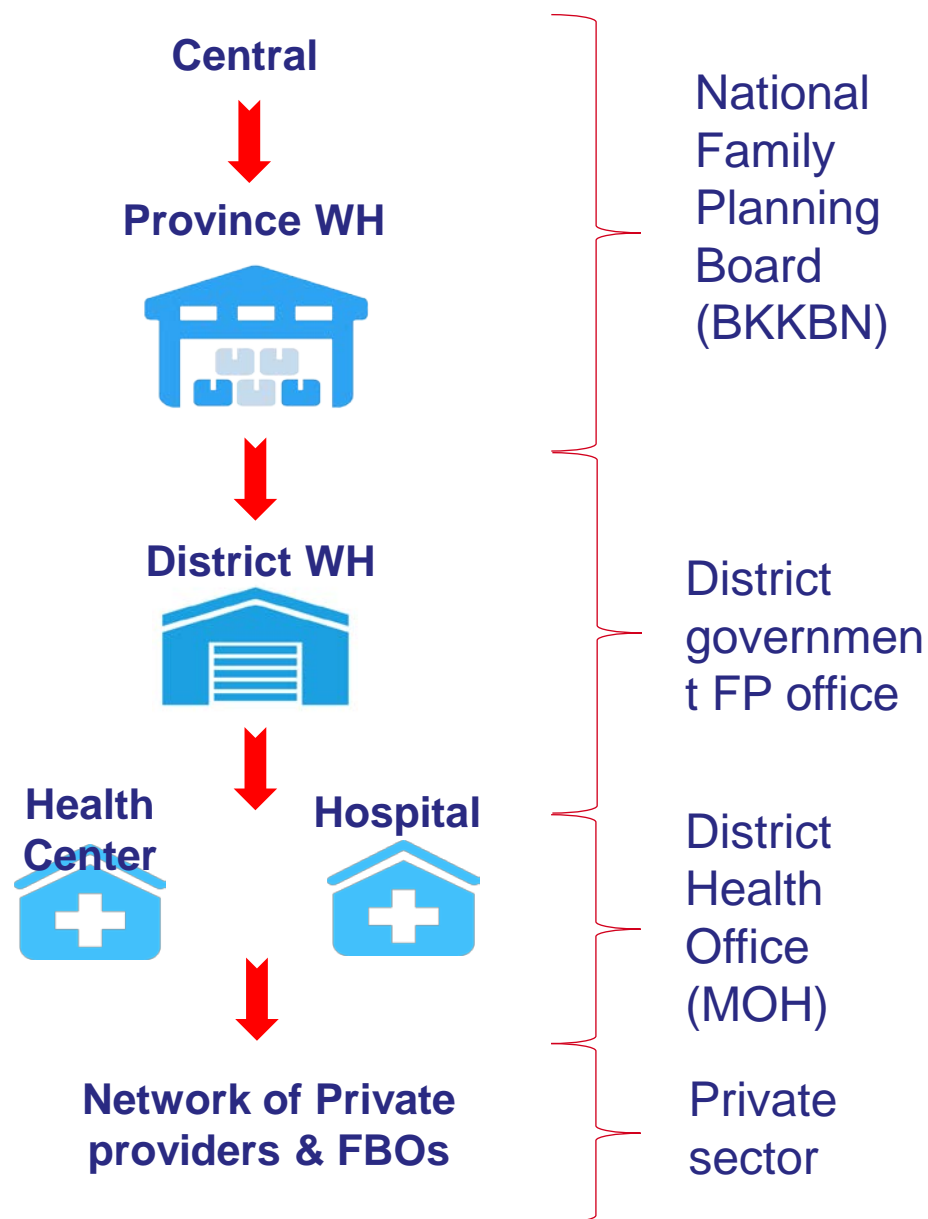 Central
Province WH
National
Family
Planning
Board
(BKKBN)
District WH
District
governmen
t FP office
Health
Center
Hospital
District
Health
Office
(MOH)
Network of Private
providers & FBOs
Private
sector